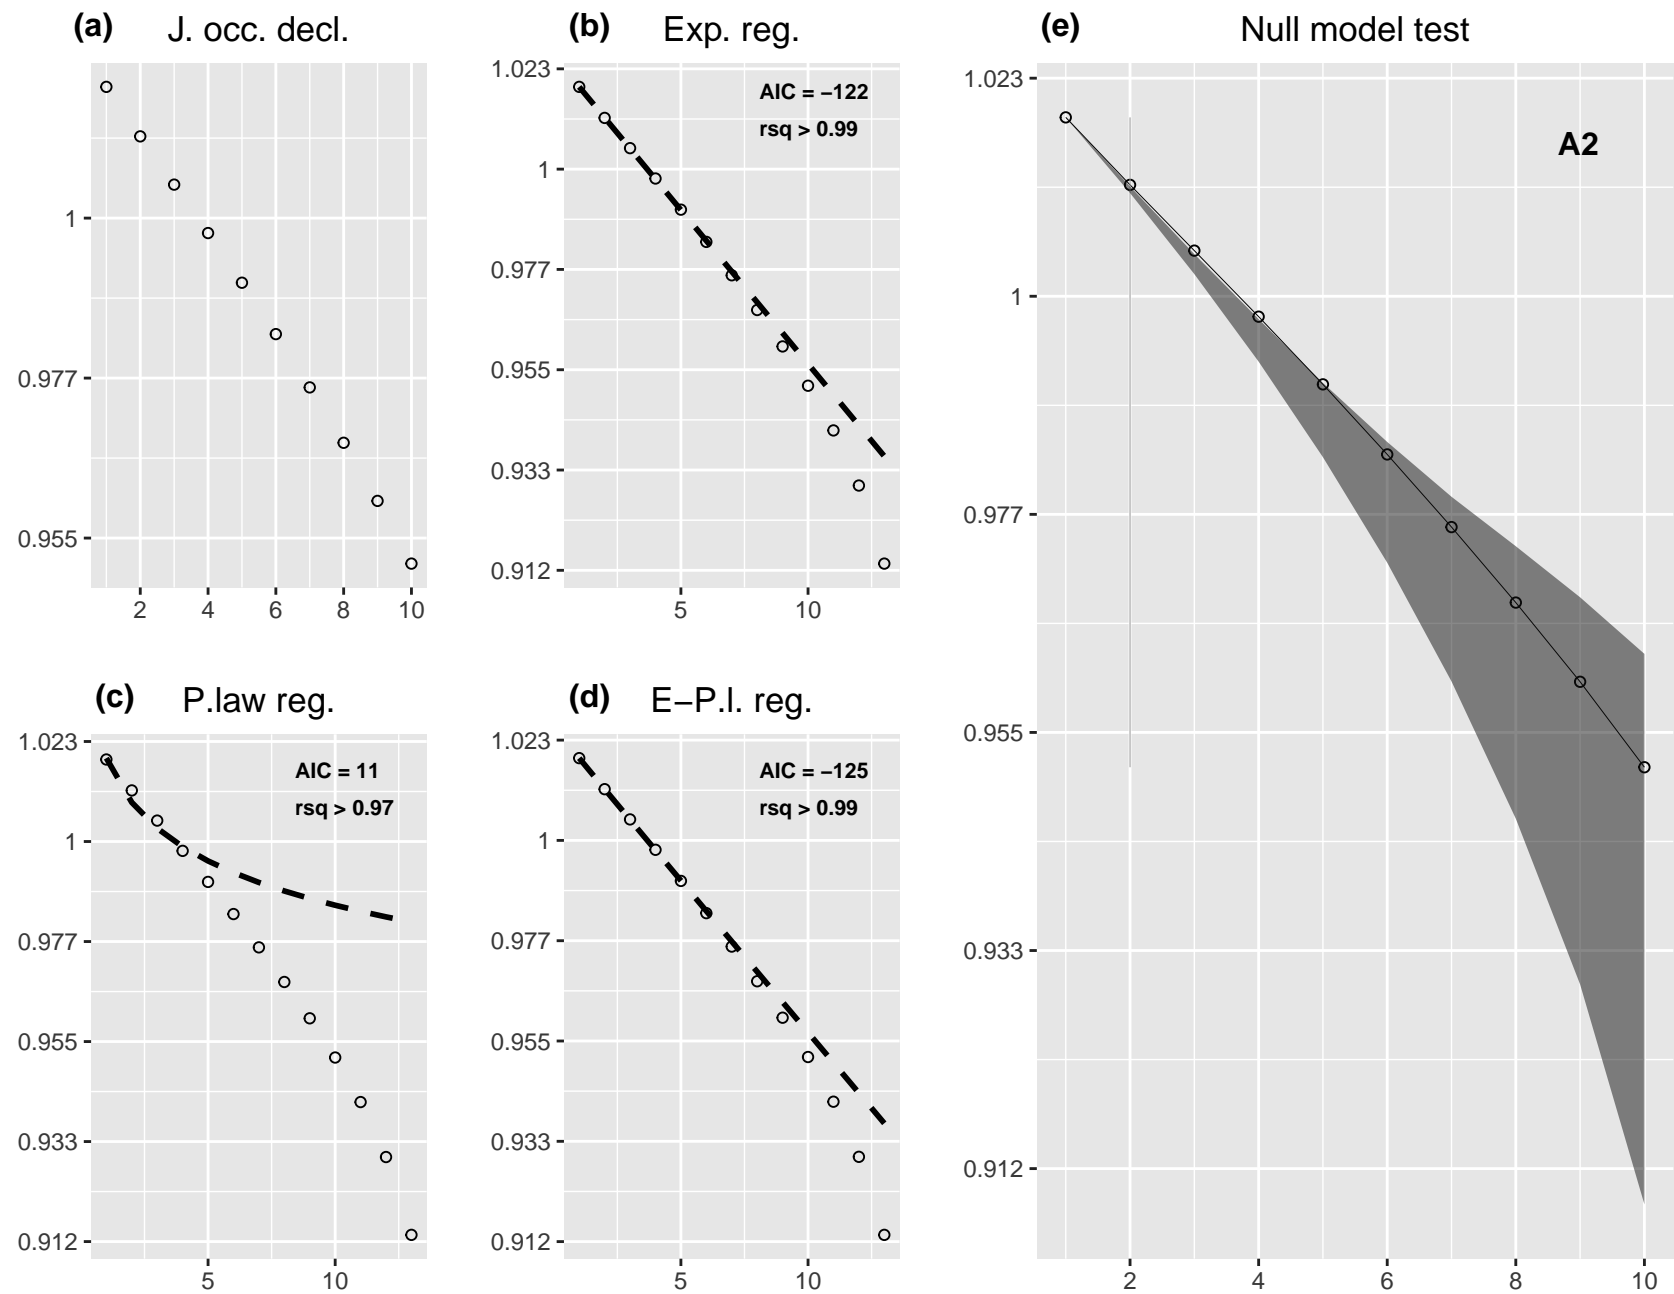 (a) J. occ. decl.
1
0.977
0.955
2 4 6 8 10
(b) Exp. reg.
1.023
1
0.977
0.955
0.933
0.912
AIC = −122
rsq > 0.99
5 10
(c) P.law reg.
1.023
1
0.977
0.955
0.933
0.912
AIC = 11
rsq > 0.97
5 10
(d) E−P.l. reg.
1.023
1
0.977
0.955
0.933
0.912
AIC = −125
rsq > 0.99
5 10
(e) Null model test
1.023
1
0.977
0.955
0.933
0.912
A2
2 4 6 8 10